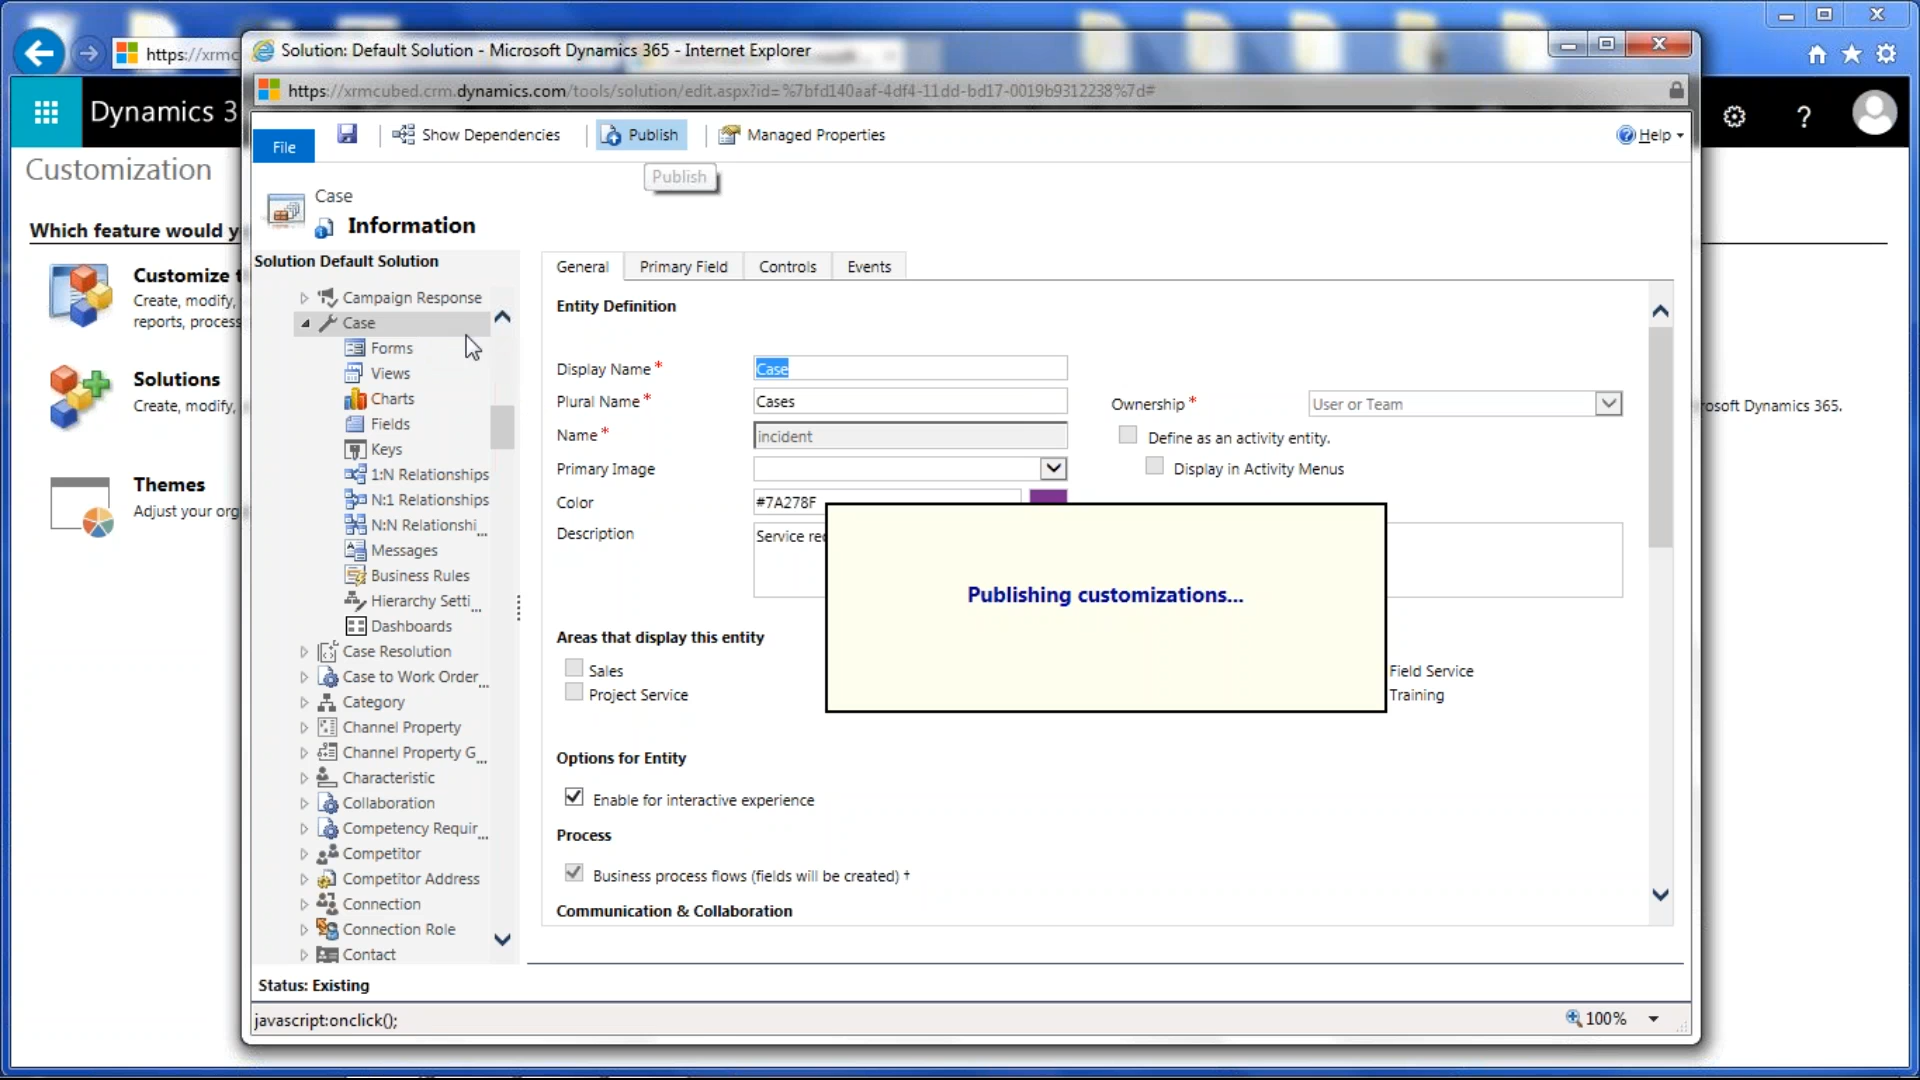 Solution: Default Solution - Microsoft Dynamics 365 - Internet Explorer
https://xrmc
https://xrmcubed.crm.dynamics.com/tools/solution/edit.aspx?id=%7bfd140aaf-4df4-11dd-bd17-0019b9312238%7d#
Dynamics 3
File
Show Dependencies
Publish
Managed Properties
Help
?
Publish
Customization
Case
Information
Which feature would y
Customize t
Create, modify,
reports, process
Solutions
Create, modify,
rosoft Dynamics 365.
Themes
Adjust your org
Solution Default Solution
Campaign Response
Case
Forms
Views
Charts
Fields
Keys
1:N Relationships
N:1 Relationships
N:N Relationshi...
Messages
Business Rules
Hierarchy Setti...
Dashboards
Case Resolution
Case to Work Order...
Category
Channel Property
Channel Property G...
Characteristic
Collaboration
Competency Requir...
Competitor
Competitor Address
Connection
Connection Role
Contact
General
Primary Field
Controls
Events
Entity Definition
Display Name*
Case
Plural Name*
Cases
Name*
incident
Primary Image
Color
#7A278F
Description
Service rec
Ownership*
User or Team
Define as an activity entity.
Display in Activity Menus
Publishing customizations...
Areas that display this entity
Sales
Project Service
Field Service
Training
Options for Entity
Enable for interactive experience
Process
Business process flows (fields will be created) †
Communication & Collaboration
Status: Existing
javascript:onclick();
100%